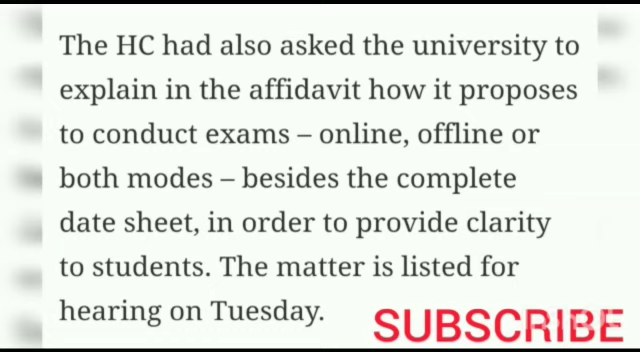 The HC had also asked the university to
explain in the affidavit how it proposes
to conduct exams – online, offline or
both modes – besides the complete
date sheet, in order to provide clarity
to students. The matter is listed for
hearing on Tuesday.
SUBSCRIBE